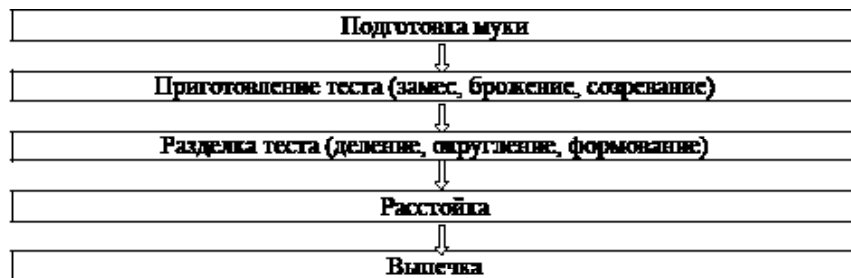 Подготовка муки
Приготовление теста (замес, брожение, созревание)
Разделка теста (деление, округление, формование)
Расстойка
Выпечка